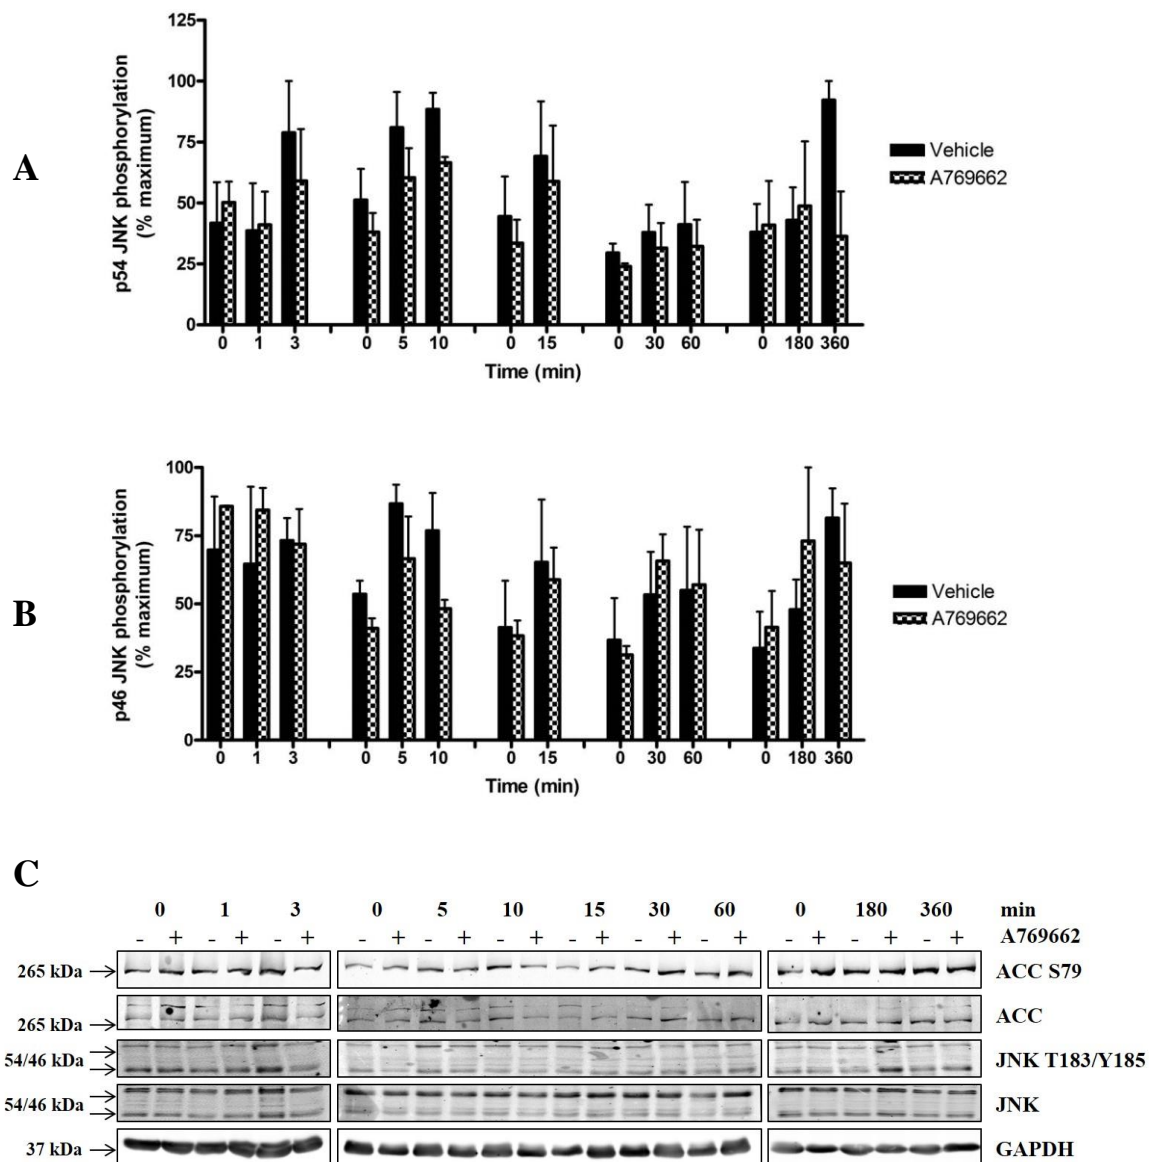 A
p54 JNK phosphorylation
(% maximum)
125
100
75
50
25
0
0 1 3 0 5 10 0 15 0 30 60 0 180 360
Time (min)
Vehicle
A769662
B
p46 JNK phosphorylation
(% maximum)
100
75
50
25
0
0 1 3 0 5 10 0 15 0 30 60 0 180 360
Time (min)
Vehicle
A769662
C
0 1 3 0 5 10 15 30 60 0 180 360 min
- + - + - + - + - + - + - + - + - + - + - + - + A769662
265 kDa → ACC S79
265 kDa → ACC
54/46 kDa → → JNK T183/Y185
54/46 kDa → → JNK
37 kDa → GAPDH